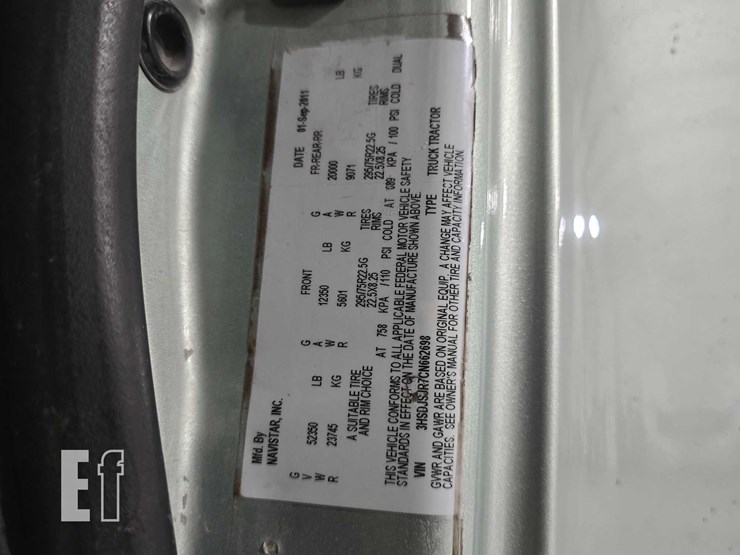 Mfd. By
NAVISTAR, INC.
DATE 01-Sep-2011
G V W R
52350 LB
23745 KG
G A W R
FRONT
12350 LB
5601 KG
G A W R
FR-REAR-RR
20000 LB
9071 KG
A SUITABLE TIRE
AND RIM CHOICE
295/75R22.5G TIRES
22.5X8.25 RIMS
AT 758 KPA /110 PSI COLD
295/75R22.5G TIRES
22.5X8.25 RIMS
AT 689 KPA / 100 PSI COLD DUAL
THIS VEHICLE CONFORMS TO ALL APPLICABLE FEDERAL MOTOR VEHICLE SAFETY
STANDARDS IN EFFECT ON THE DATE OF MANUFACTURE SHOWN ABOVE.
VIN 3HSDJSJR7CN662698 TYPE TRUCK TRACTOR
GVWR AND GAWR ARE BASED ON ORIGINAL EQUIP. A CHANGE MAY AFFECT VEHICLE
CAPACITIES. SEE OWNER'S MANUAL FOR OTHER TIRE AND CAPACITY INFORMATION.
Ef